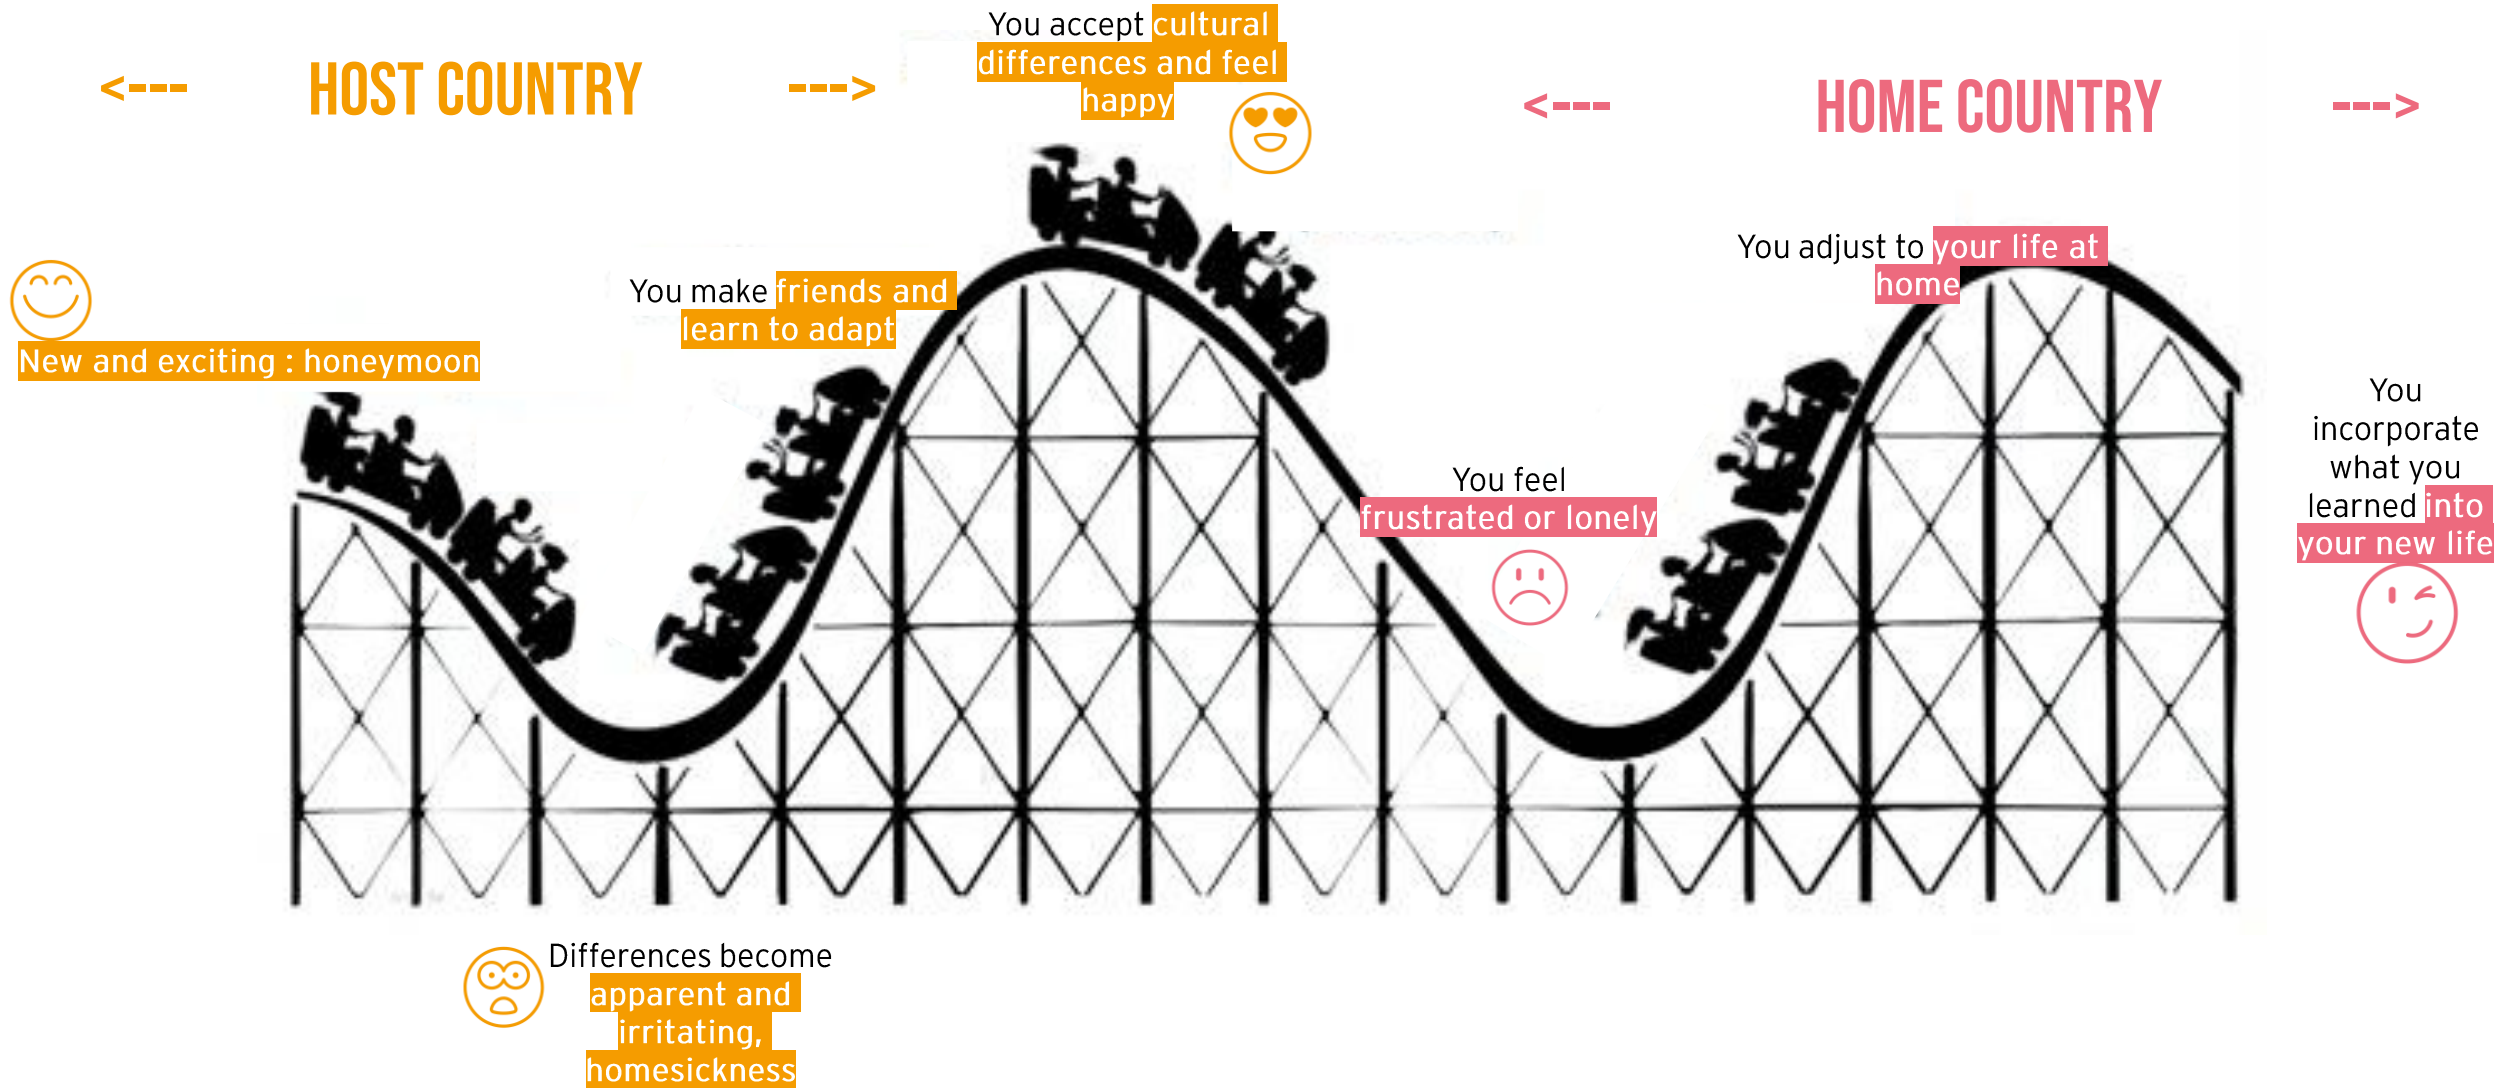 <--- HOST COUNTRY --->
You accept cultural
differences and feel
happy
<--- HOME COUNTRY --->
New and exciting : honeymoon
You make friends and
learn to adapt
Differences become
apparent and
irritating,
homesickness
You feel
frustrated or lonely
You adjust to your life at
home
You
incorporate
what you
learned into
your new life